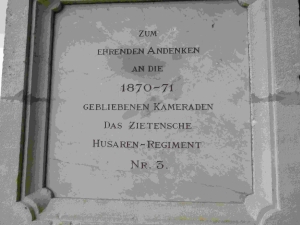 Zum
ehrenden Andenken
an die
1870-71
gebliebenen Kameraden
Das Zietensche
Husaren-Regiment
Nr. 3.